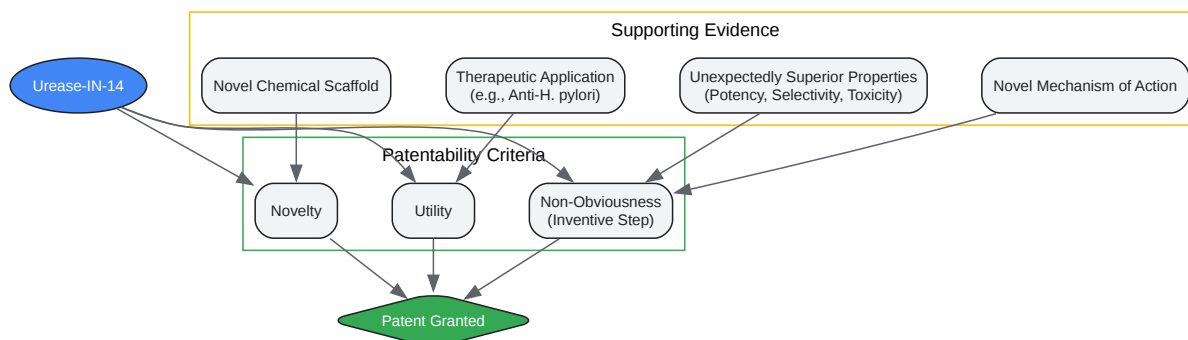 Supporting Evidence
Urease-IN-14
Novel Chemical Scaffold
Therapeutic Application
(e.g., Anti-H. pylori)
Unexpectedly Superior Properties
(Potency, Selectivity, Toxicity)
Novel Mechanism of Action
Patentability Criteria
Novelty
Utility
Non-Obviousness
(Inventive Step)
Patent Granted